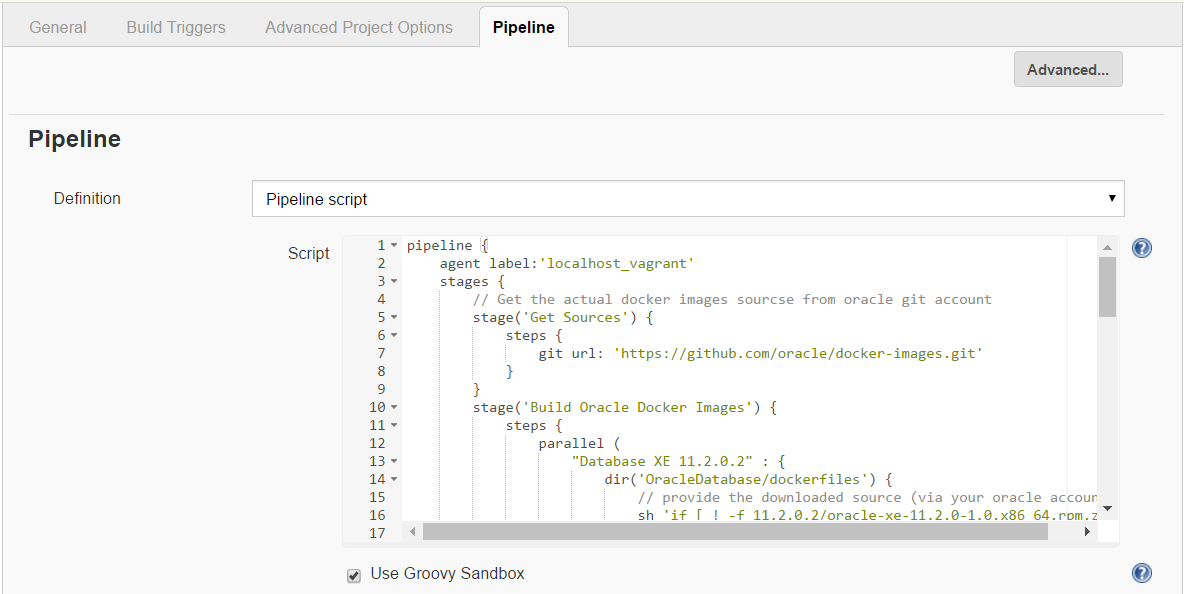 General Build Triggers Advanced Project Options Pipeline
Advanced...
Pipeline
Definition Pipeline script
Script
1 pipeline {
2 agent label:'localhost_vagrant'
3 stages {
4 // Get the actual docker images sourcse from oracle git account
5 stage('Get Sources') {
6 steps {
7 git url: 'https://github.com/oracle/docker-images.git'
8 }
9 }
10 stage('Build Oracle Docker Images') {
11 steps {
12 parallel (
13 "Database XE 11.2.0.2" : {
14 dir('OracleDatabase/dockerfiles') {
15 // provide the downloaded source (via your oracle accoun
16 sh 'if [ ! -f 11.2.0.2/oracle-xe-11.2.0-1.0.x86_64.rpm.z
17
Use Groovy Sandbox